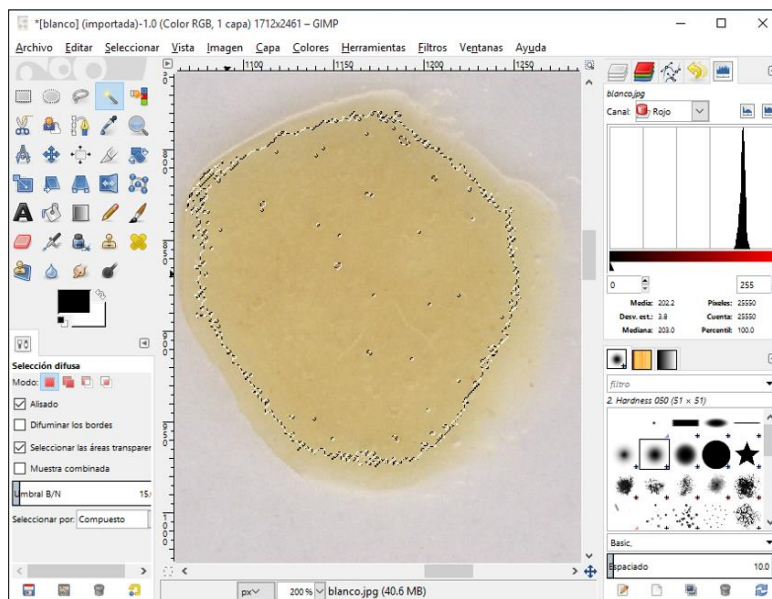 *[blanco] (importada)-1.0 (Color RGB, 1 capa) 1712x2461 – GIMP
Archivo Editar Seleccionar Vista Imagen Capa Colores Herramientas Filtros Ventanas Ayuda
1100 1150 1200 1250
blanco.jpg
Canal: Rojo
0 255
Media: 202.2 Píxeles: 25550
Desv. est.: 3.8 Cuenta: 25550
Mediana: 203.0 Percentil: 100.0
Selección difusa
Modo:
Alisado
Difuminar los bordes
Seleccionar las áreas transparen
Muestra combinada
Umbral B/N 15.
Seleccionar por: Compuesto
filtro
2. Hardness 050 (51 × 51)
Basic,
Espaciado 10.0
px 200 % blanco.jpg (40.6 MB)